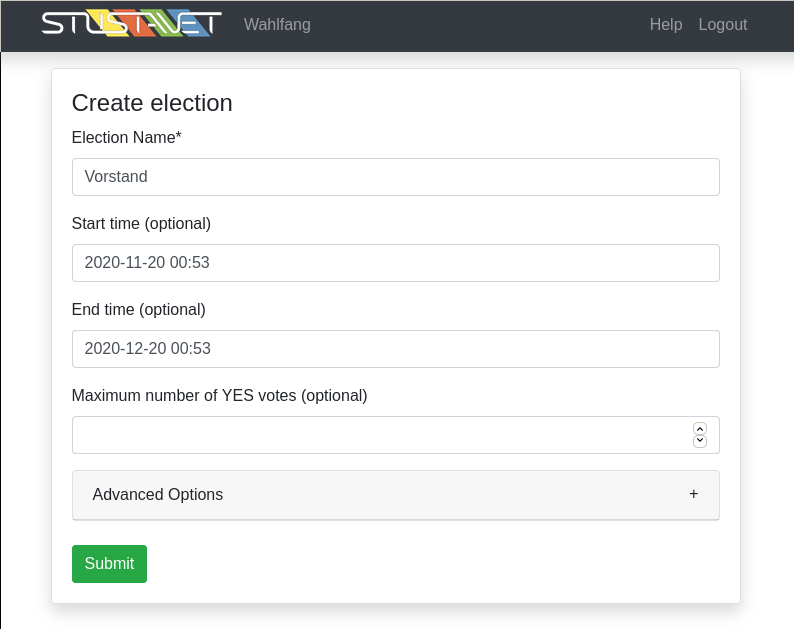 STUSTANET Wahlfang Help Logout
Create election
Election Name*
Vorstand
Start time (optional)
2020-11-20 00:53
End time (optional)
2020-12-20 00:53
Maximum number of YES votes (optional)
Advanced Options +
Submit